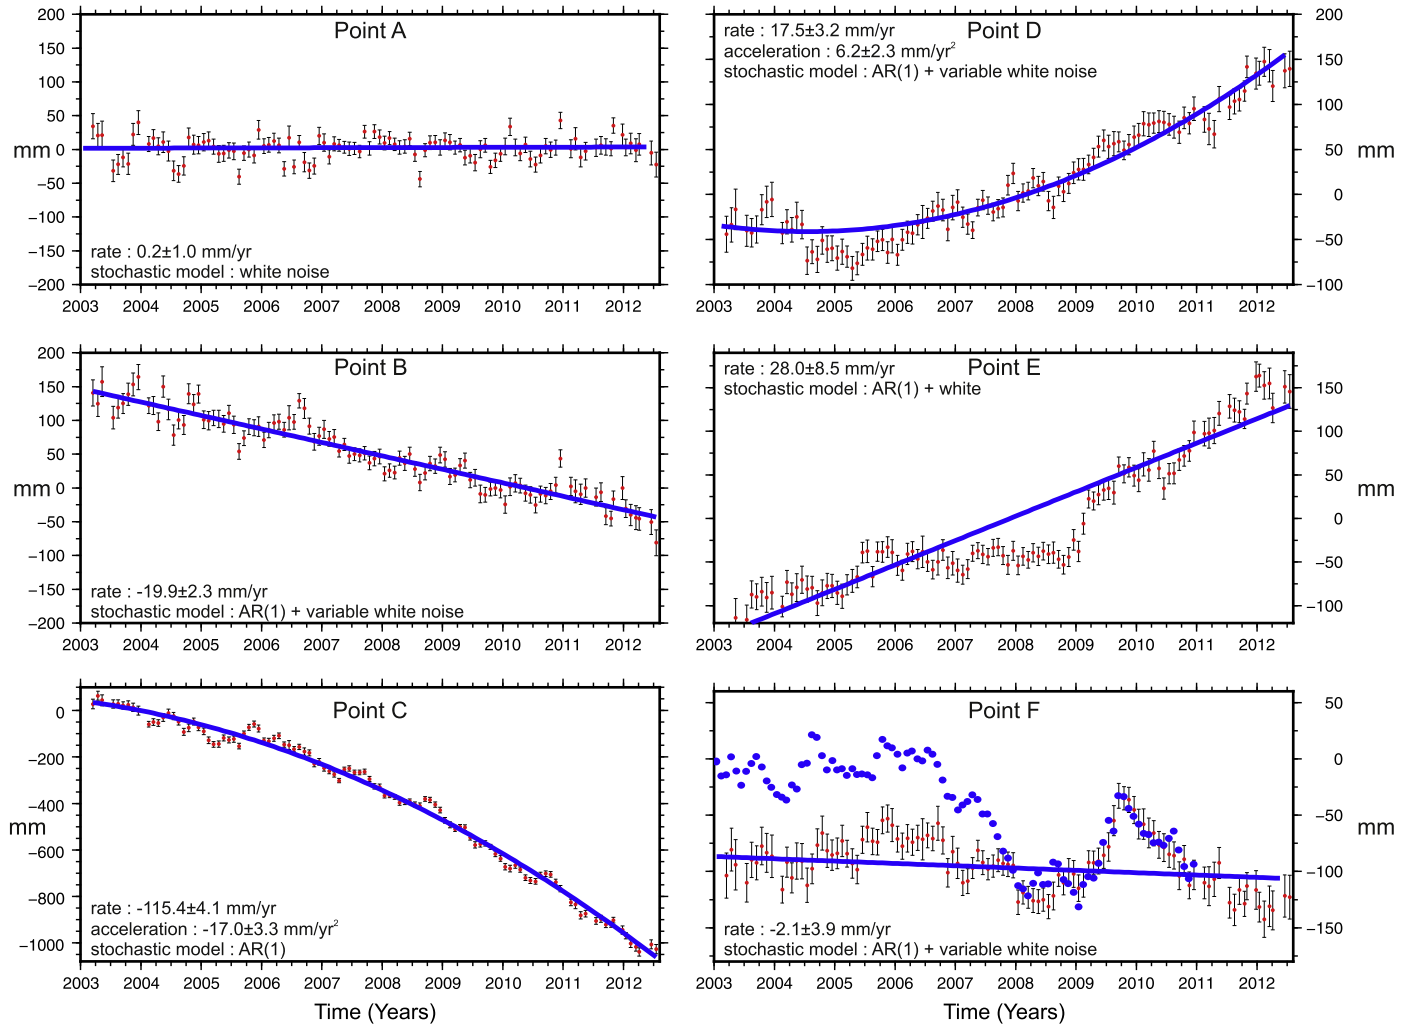 Point A
200
150
100
50
mm 0
−50
−100
−150
−200
rate : 0.2±1.0 mm/yr
stochastic model : white noise
2003 2004 2005 2006 2007 2008 2009 2010 2011 2012
rate : 17.5±3.2 mm/yr Point D
acceleration : 6.2±2.3 mm/yr²
stochastic model : AR(1) + variable white noise
200
150
100
50 mm
0
−50
−100
2003 2004 2005 2006 2007 2008 2009 2010 2011 2012
Point B
200
150
100
50
mm 0
−50
−100
−150
−200
rate : -19.9±2.3 mm/yr
stochastic model : AR(1) + variable white noise
2003 2004 2005 2006 2007 2008 2009 2010 2011 2012
rate : 28.0±8.5 mm/yr Point E
stochastic model : AR(1) + white
150
100
50
mm
0
−50
−100
2003 2004 2005 2006 2007 2008 2009 2010 2011 2012
Point C
0
−200
−400
mm
−600
−800
−1000
rate : -115.4±4.1 mm/yr
acceleration : -17.0±3.3 mm/yr²
stochastic model : AR(1)
2003 2004 2005 2006 2007 2008 2009 2010 2011 2012
Time (Years)
Point F
50
0
−50
mm
−100
−150
rate : -2.1±3.9 mm/yr
stochastic model : AR(1) + variable white noise
2003 2004 2005 2006 2007 2008 2009 2010 2011 2012
Time (Years)